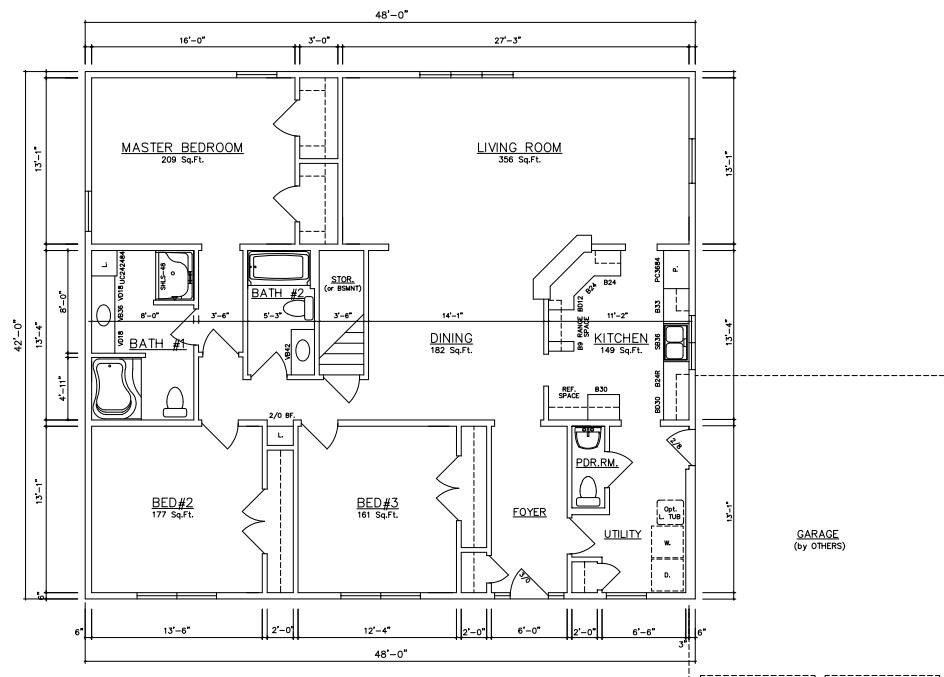 48'-0"
16'-0"
3'-0"
27'-3"
MASTER BEDROOM
209 Sq.Ft.
LIVING ROOM
356 Sq.Ft.
13'-1"
13'-1"
L.
VD18 UC242484
SHLS-48
VB36
VD18
BATH #2
STOR.
(or BSMNT)
B24
B24
BD12
PC3684
P.
B33
8'-0"
42'-0"
13'-4"
8'-0"
3'-6"
5'-3"
3'-6"
14'-1"
11'-2"
13'-4"
BATH #1
VB42
DINING
182 Sq.Ft.
B9
RANGE
SPACE
KITCHEN
149 Sq.Ft.
SB36
B24R
BD30
4'-11"
REF.
SPACE
B30
2/0 BF.
L.
2/8
PDR.RM.
13'-1"
BED#2
177 Sq.Ft.
BED#3
161 Sq.Ft.
FOYER
Opt.
L. TUB
UTILITY
W.
D.
13'-1"
GARAGE
(by OTHERS)
3/0
6"
6"
13'-6"
2'-0"
12'-4"
2'-0"
6'-0"
2'-0"
6'-6"
6"
3"
48'-0"